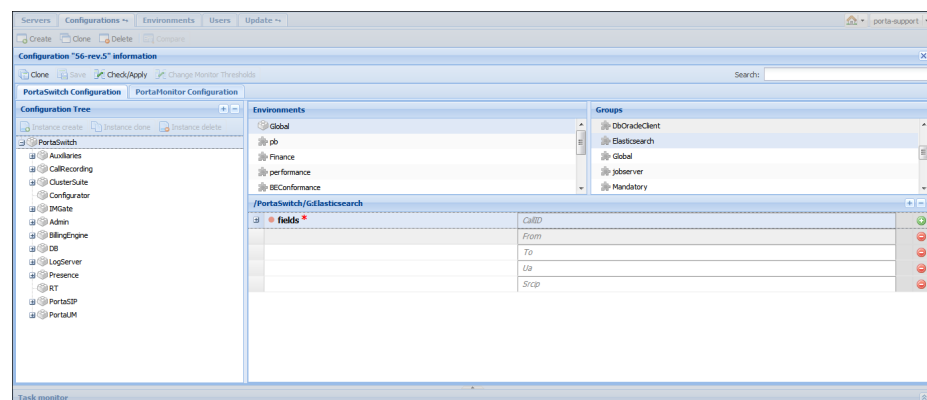 Servers Configurations Environments Users Update porta-support
Create Clone Delete Compare
Configuration "56-rev.5" information
Clone Save Check/Apply Change Monitor Thresholds Search:
PortaSwitch Configuration PortaMonitor Configuration
Configuration Tree
Instance create Instance clone Instance delete
PortaSwitch
Auxiliaries
CallRecording
ClusterSuite
Configurator
IMGate
Admin
BillingEngine
DB
LogServer
Presence
RT
PortaSIP
PortaUM
Environments
Global
pb
Finance
performance
BEConformance
Groups
DbOracleClient
Elasticsearch
Global
jobserver
Mandatory
/PortaSwitch/G:Elasticsearch
fields * CallID
From
To
Ua
Srcip
Task monitor